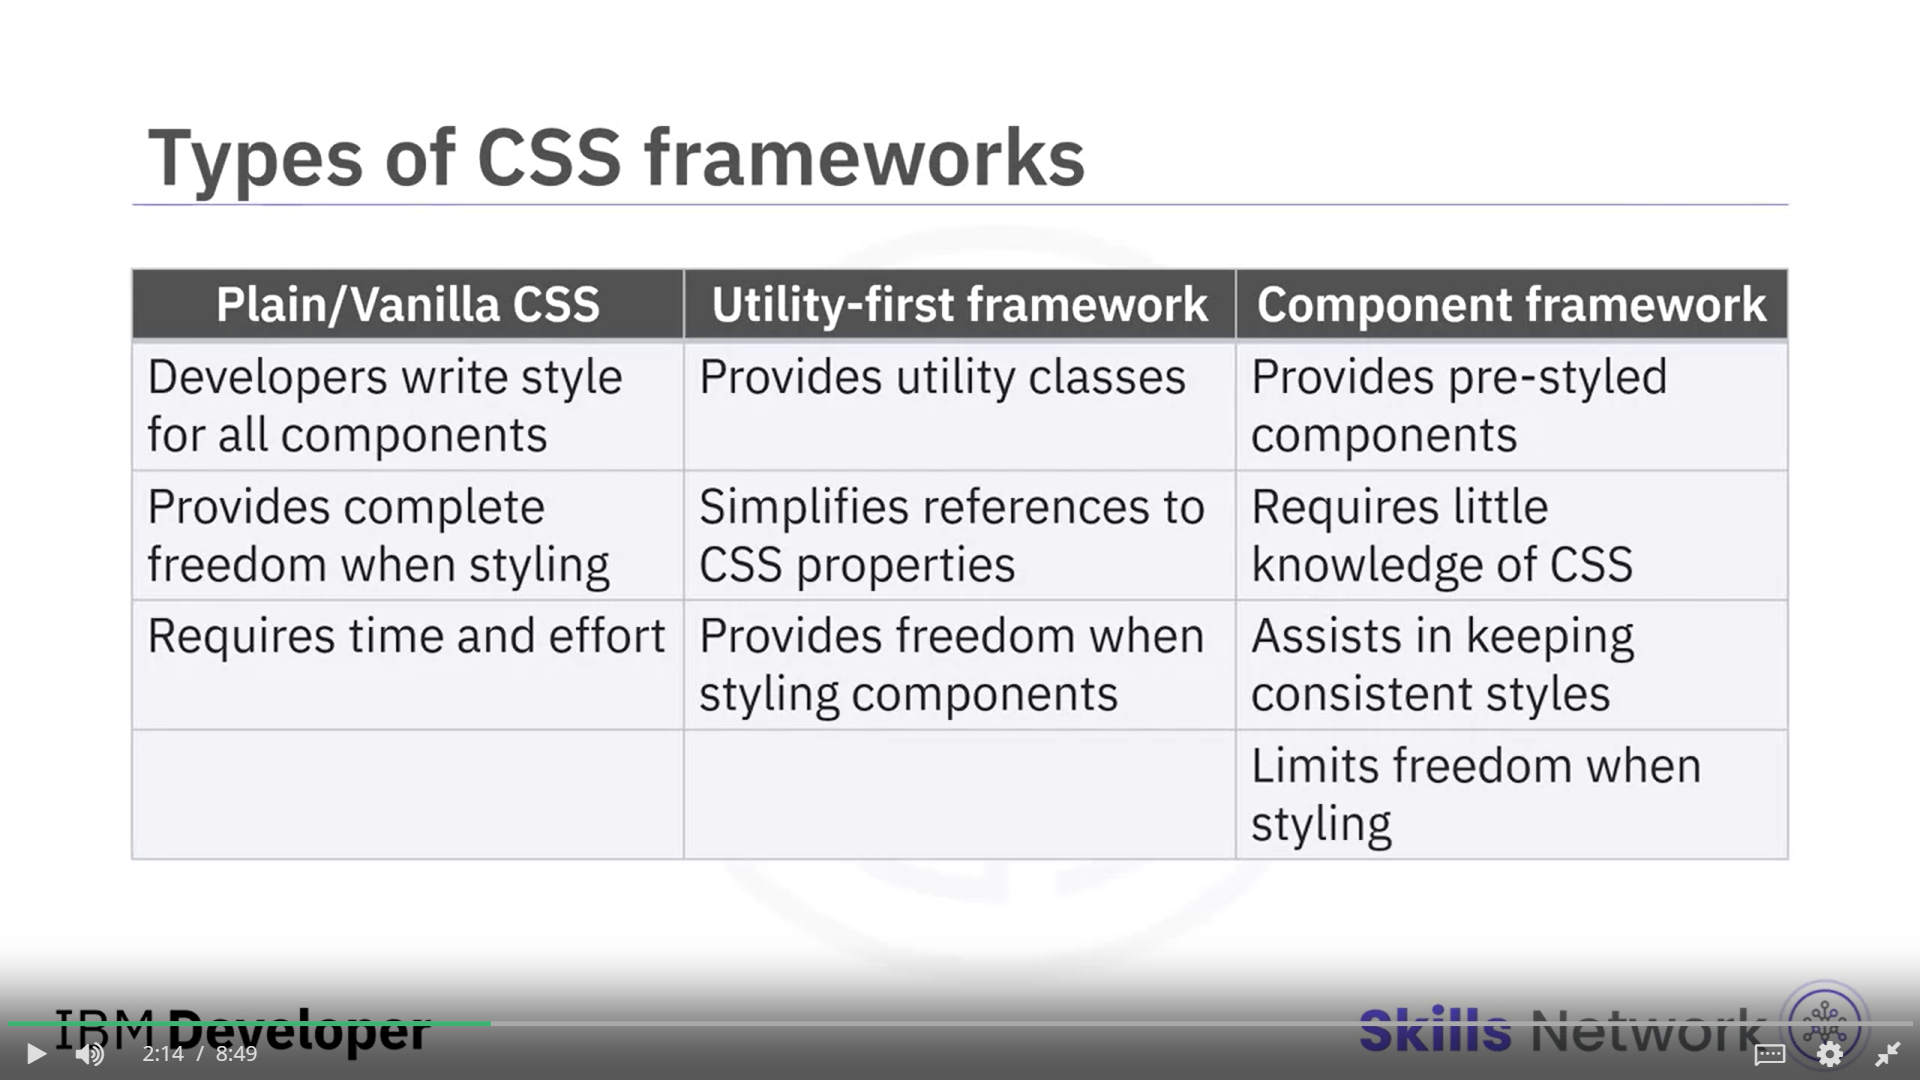 Types of CSS frameworks
Plain/Vanilla CSS
Utility-first framework
Component framework
Developers write style
for all components
Provides utility classes
Provides pre-styled
components
Provides complete
freedom when styling
Simplifies references to
CSS properties
Requires little
knowledge of CSS
Requires time and effort
Provides freedom when
styling components
Assists in keeping
consistent styles
Limits freedom when
styling
IBM Developer
Skills Network
2:14 / 8:49